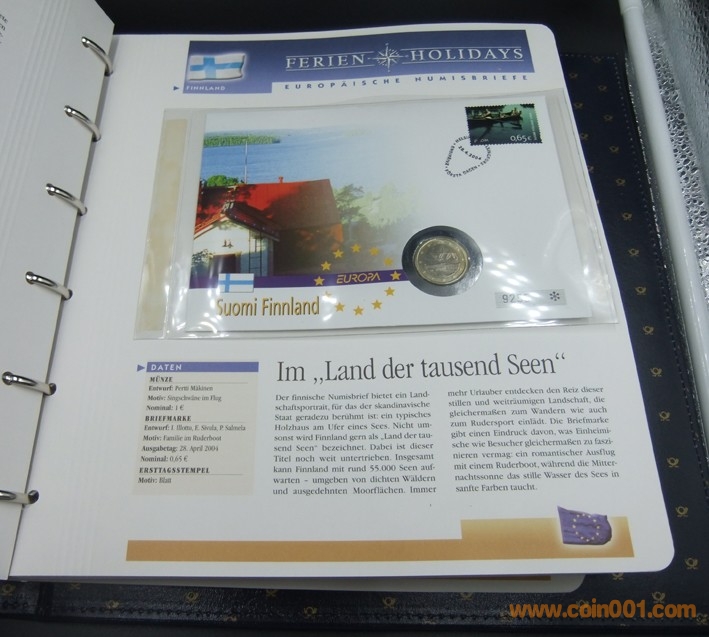 FERIEN HOLIDAYS
EUROPÄISCHE NUMISBRIEFE
FINNLAND
0,65€
28.4.2004
EUROPA
Suomi Finnland
DATEN
MÜNZE
Entwurf: Pertti Mäkinen
Motiv: Singschwäne im Flug
Nominal: 1 €
BRIEFMARKE
Entwurf: I. Illotto, E. Sivula, P. Salmela
Motiv: Familie im Ruderboot
Ausgabetag: 28. April 2004
Nominal: 0,65 €
ERSTTAGSSTEMPEL
Motiv: Blatt
Im „Land der tausend Seen“
Der finnische Numisbrief bietet ein Land-
schaftsportrait, für das der skandinavische
Staat geradezu berühmt ist: ein typisches
Holzhaus am Ufer eines Sees. Nicht um-
sonst wird Finnland gern als „Land der tau-
send Seen“ bezeichnet. Dabei ist dieser
Titel noch weit untertrieben. Insgesamt
kann Finnland mit rund 55.000 Seen auf-
warten – umgeben von dichten Wäldern
und ausgedehnten Moorflächen. Immer
mehr Urlauber entdecken den Reiz dieser
stillen und weiträumigen Landschaft, die
gleichermaßen zum Wandern wie auch
zum Rudersport einlädt. Die Briefmarke
gibt einen Eindruck davon, was Einheimi-
sche wie Besucher gleichermaßen zu faszi-
nieren vermag: ein romantischer Ausflug
mit einem Ruderboot, während die Mitter-
nachtssonne das stille Wasser des Sees in
sanfte Farben taucht.
www.coin001.com